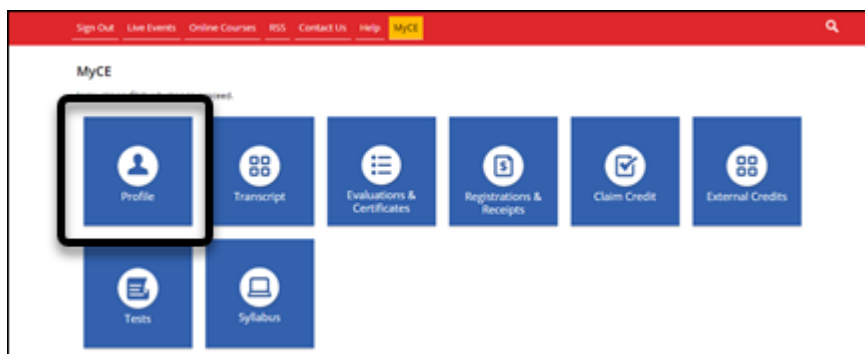 Sign Out Live Events Online Courses RSS Contact Us Help MyCE
MyCE
proceed.
Profile
Transcript
Evaluations &
Certificates
Registrations &
Receipts
Claim Credit
External Credits
Tests
Syllabus